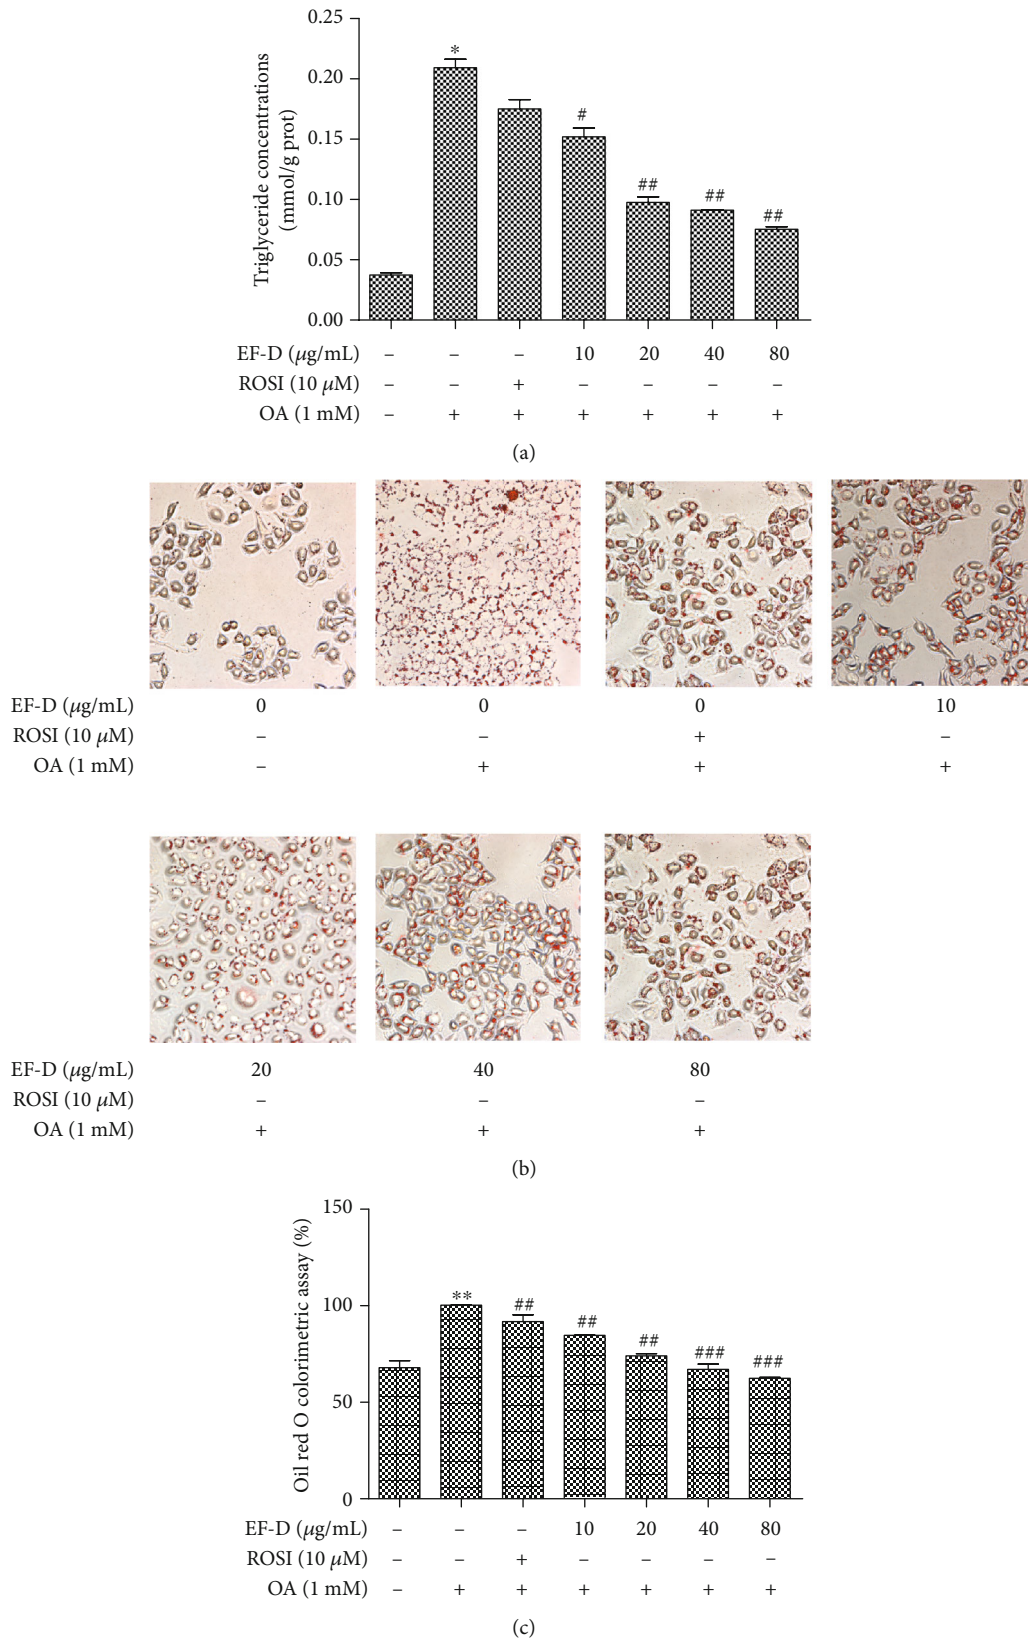 0.25
0.20
0.15
0.10
0.05
0.00
Triglyceride concentrations
(mmol/g prot)
*
#
##
##
##
EF-D (μg/mL) – – – 10 20 40 80
ROSI (10 μM) – – + – – – –
OA (1 mM) – + + + + + +
(a)
EF-D (μg/mL) 0 0 0 10
ROSI (10 μM) – – + –
OA (1 mM) – + + +
EF-D (μg/mL) 20 40 80
ROSI (10 μM) – – –
OA (1 mM) + + +
(b)
150
100
50
0
Oil red O colorimetric assay (%)
**
##
##
##
###
###
EF-D (μg/mL) – – – 10 20 40 80
ROSI (10 μM) – – + – – – –
OA (1 mM) – + + + + + +
(c)